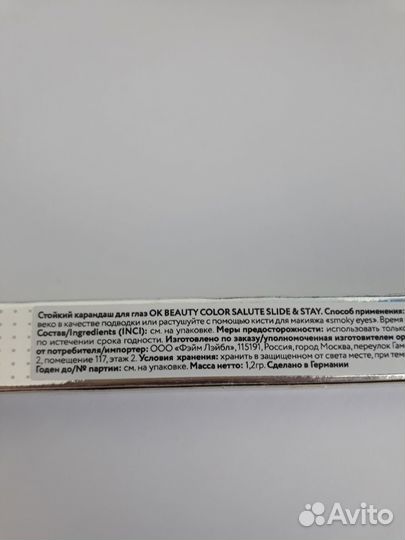 Стойкий карандаш для глаз OK BEAUTY COLOR SALUTE SLIDE & STAY. Способ применения:
веко в качестве подводки или растушуйте с помощью кисти для макияжа «smoky eyes». Время
Состав/Ingredients (INCI): см. на упаковке. Меры предосторожности: использовать только
по истечении срока годности. Изготовлено по заказу/уполномоченная изготовителем ор
от потребителя/импортер: ООО «Фэйм Лэйбл», 115191, Россия, город Москва, переулок Гам
2, помещение 117, этаж 2. Условия хранения: хранить в защищенном от света месте, при тем
Годен до/№ партии: см. на упаковке. Масса нетто: 1,2гр. Сделано в Германии
Avito